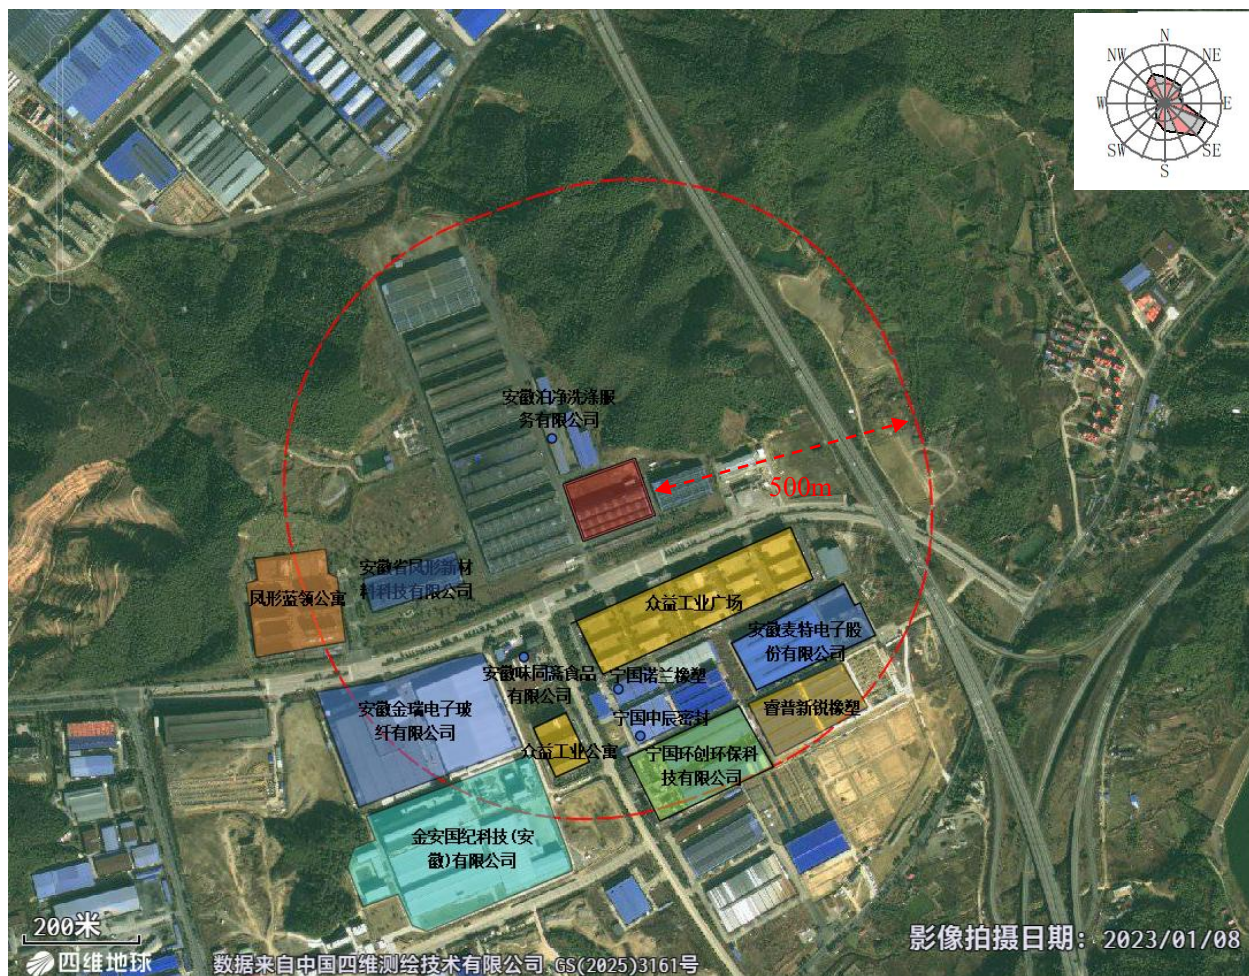 N
NW
NE
W
E
SW
SE
S
安徽泊净洗涤服
务有限公司
500m
安徽省凤形新材
料科技有限公司
凤形蓝领公寓
众益工业广场
安徽麦特电子股
份有限公司
安徽味同斋食品
有限公司
宁国诺兰橡塑
安徽金瑞电子玻
纤有限公司
宁国中辰密封
睿普新锐橡塑
众益工业公寓
宁国环创环保科
技有限公司
金安国纪科技(安
徽)有限公司
200米
影像拍摄日期: 2023/01/08
四维地球
数据来自中国四维测绘技术有限公司 GS(2025)3161号